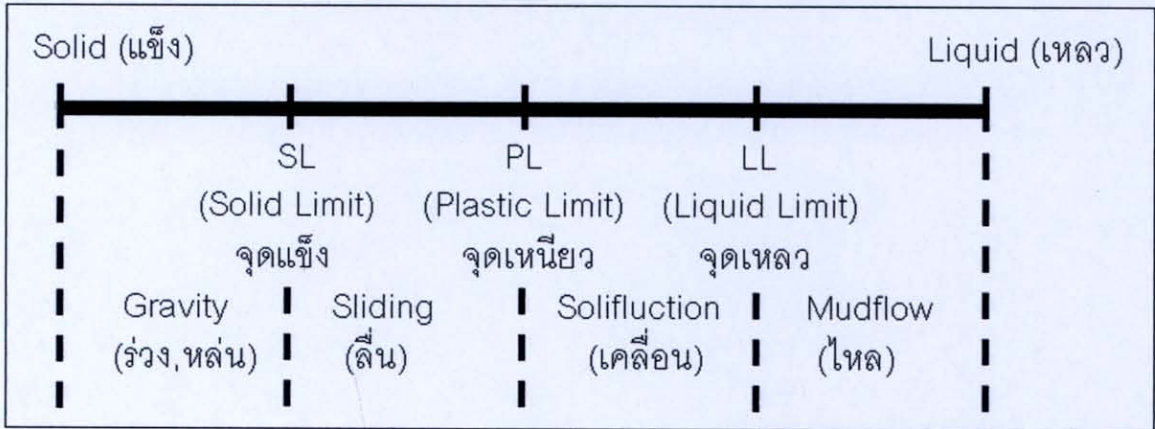 Solid (แข็ง) Liquid (เหลว)
SL PL LL
(Solid Limit) (Plastic Limit) (Liquid Limit)
จุดแข็ง จุดเหนียว จุดเหลว
Gravity Sliding Solifluction Mudflow
(ร่วง,หล่น) (ลื่น) (เคลื่อน) (ไหล)